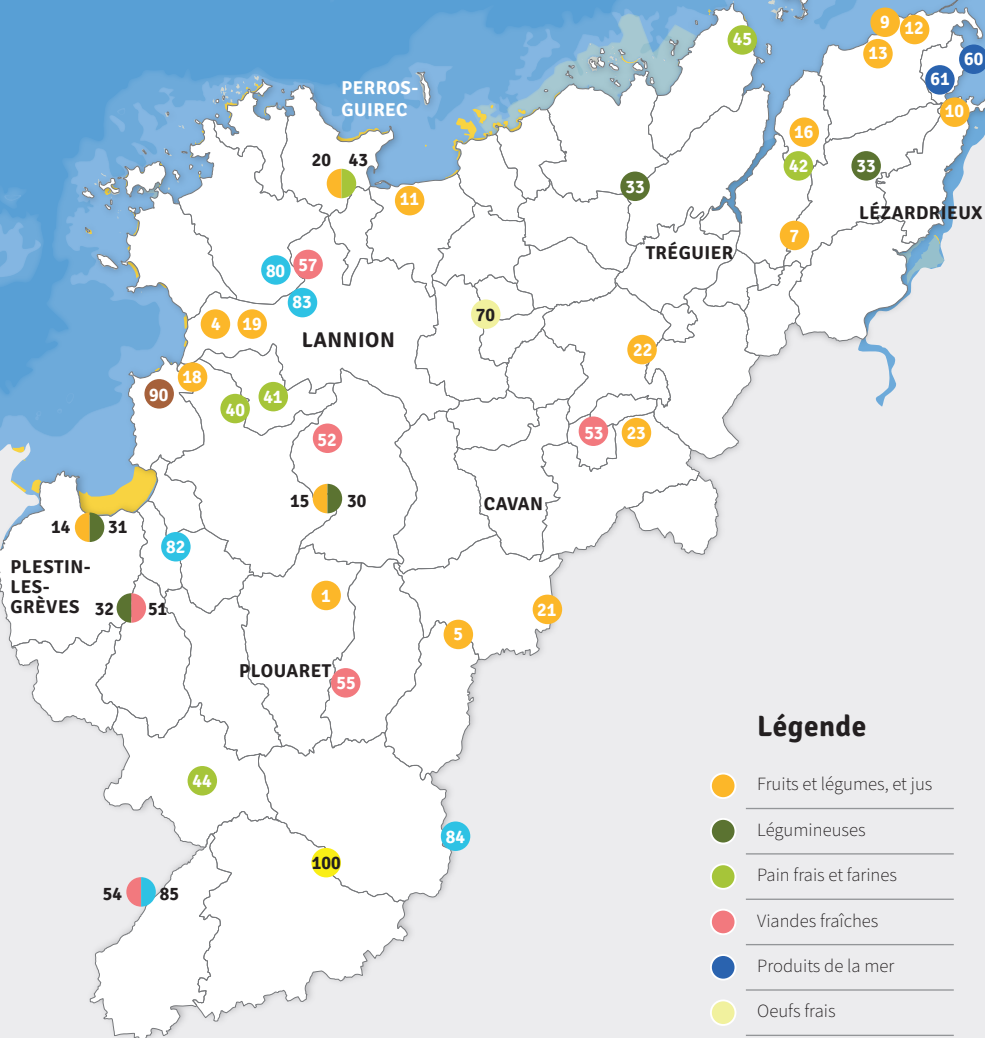 9
12
45
13
60
61
PERROS-
GUIREC
10
16
20 43
42
33
33
11
LÉZARDRIEUX
7
TRÉGUIER
57
80
83
70
4
19
LANNION
22
18
90
41
40
53
23
52
15 30
CAVAN
14 31
82
PLESTIN-
LES-
GRÈVES
32 51
1
21
5
PLOUARET
55
44
84
100
54 85
Légende
Fruits et légumes, et jus
Légumineuses
Pain frais et farines
Viandes fraîches
Produits de la mer
Oeufs frais